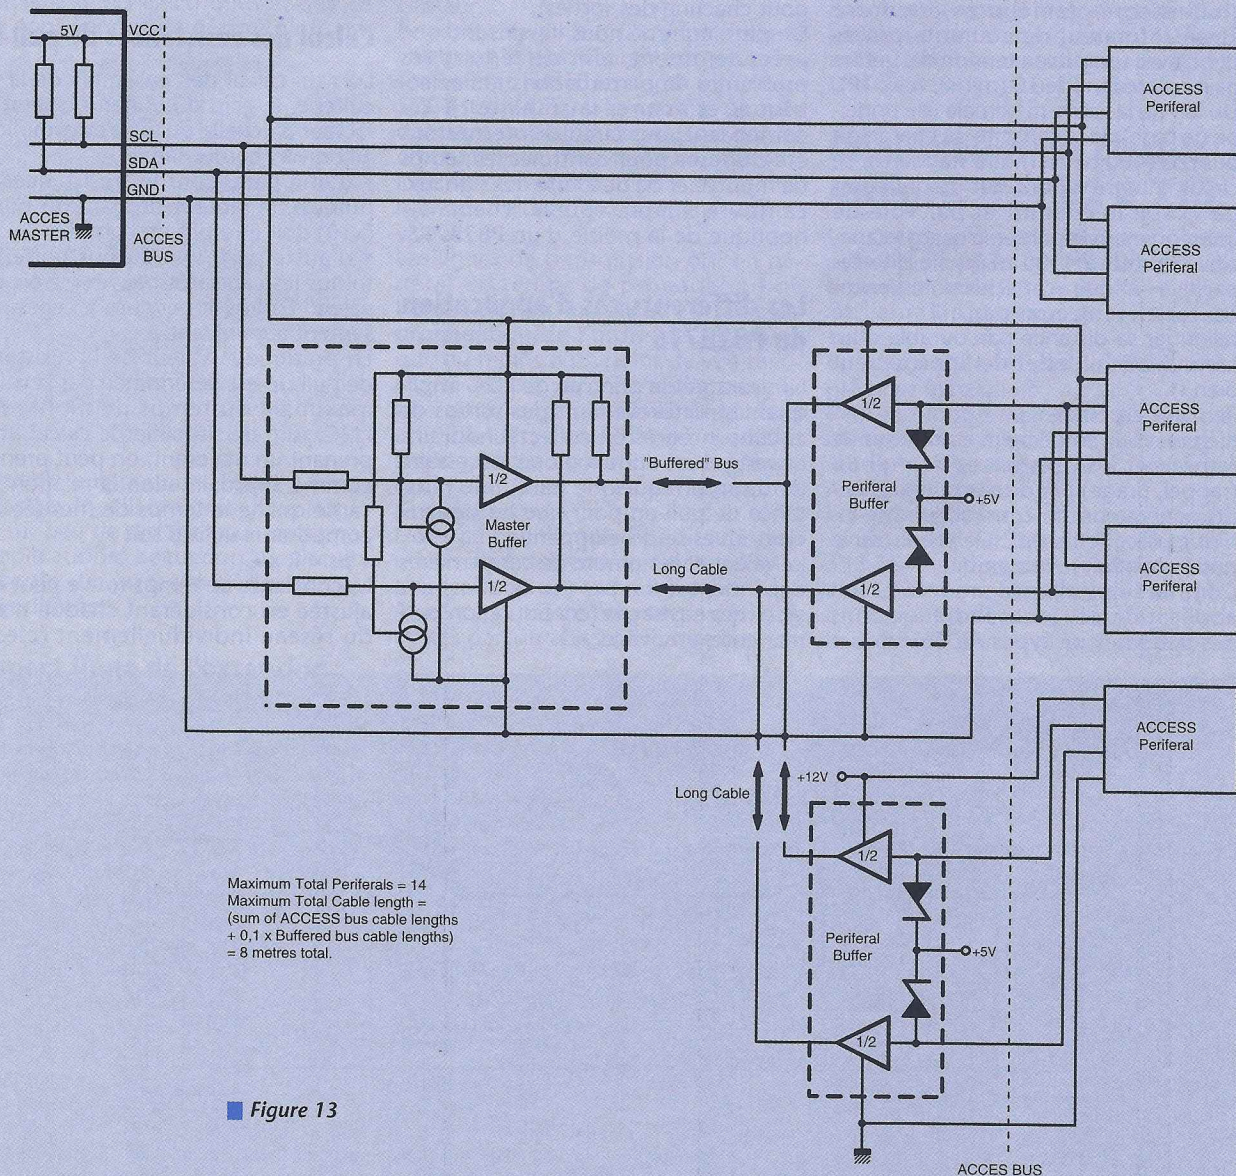 5V
VCC
SCL
SDA
GND
ACCES
MASTER
ACCES
BUS
ACCESS
Periferal
ACCESS
Periferal
ACCESS
Periferal
ACCESS
Periferal
ACCESS
Periferal
1/2
Master
Buffer
1/2
"Buffered" Bus
Long Cable
1/2
Periferal
Buffer
+5V
1/2
Long Cable
+12V
1/2
Periferal
Buffer
+5V
1/2
Maximum Total Periferals = 14
Maximum Total Cable length =
(sum of ACCESS bus cable lengths
+ 0,1 x Buffered bus cable lengths)
= 8 metres total.
Figure 13
ACCES BUS